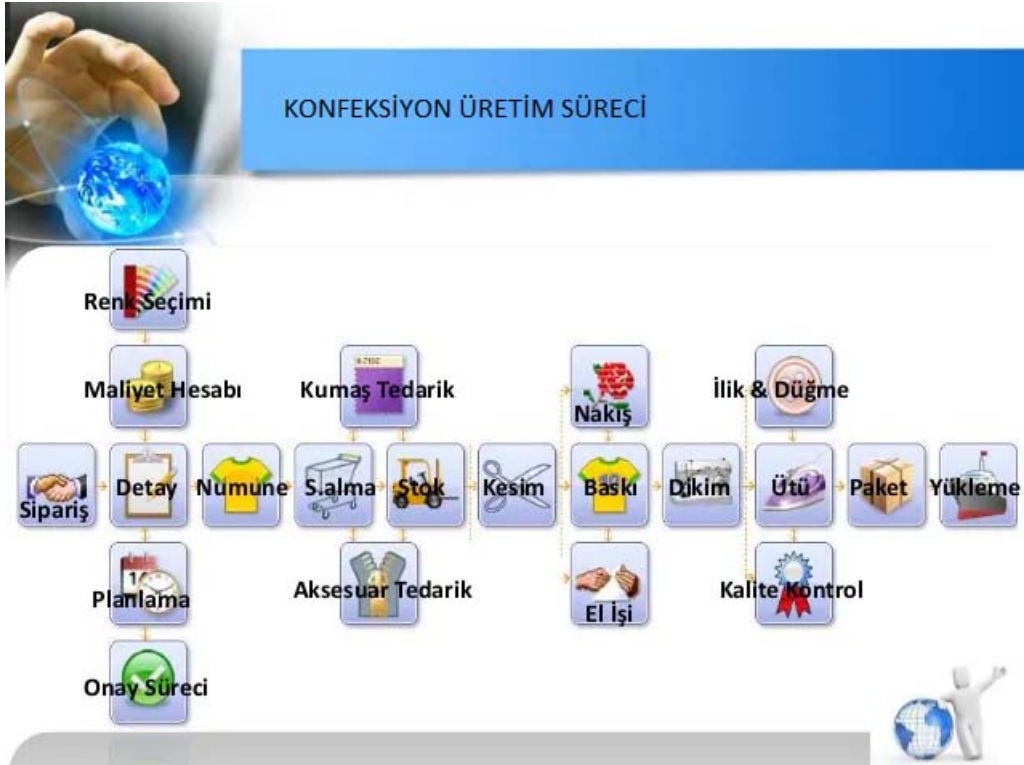 KONFEKSİYON ÜRETİM SÜRECİ
Renk Seçimi
Maliyet Hesabı
Kumaş Tedarik
Nakış
İlik & Düğme
Sipariş
Detay
Numune
S.alma
Stok
Kesim
Baskı
Dikim
Ütü
Paket
Yükleme
Planlama
Aksesuar Tedarik
El İşi
Kalite Kontrol
Onay Süreci